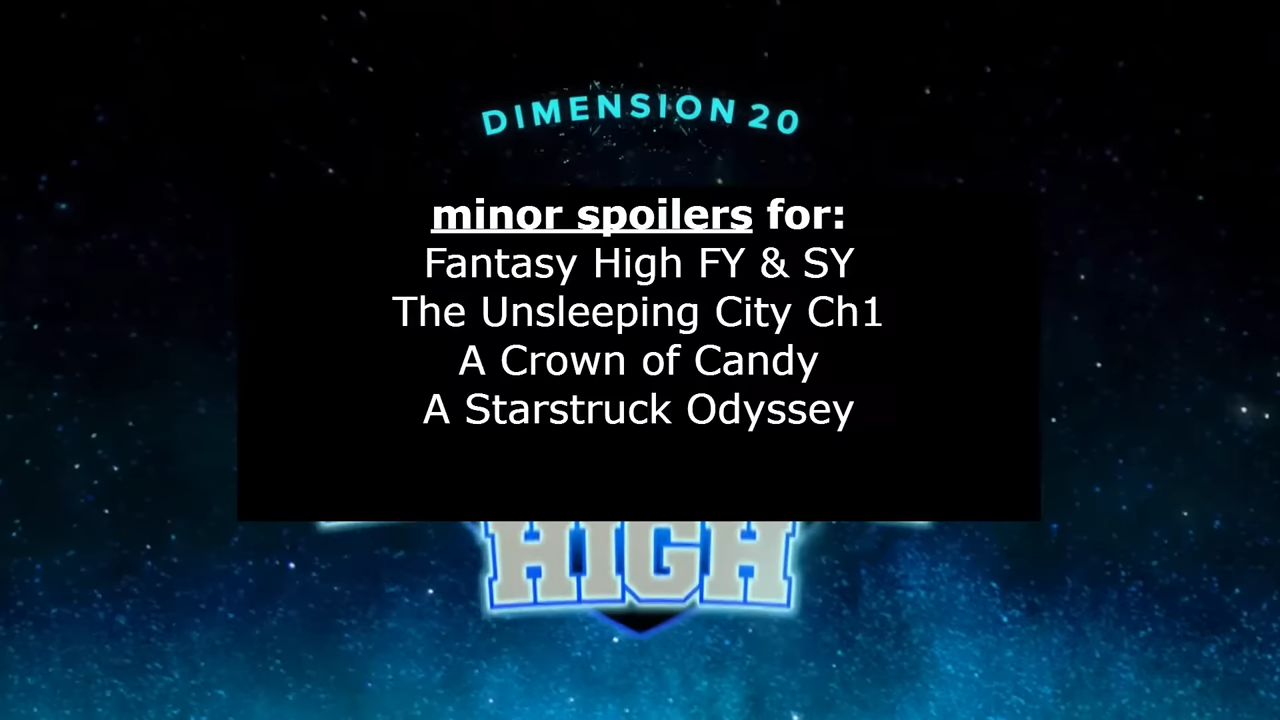 DIMENSION 20
minor spoilers for:
Fantasy High FY & SY
The Unsleeping City Ch1
A Crown of Candy
A Starstruck Odyssey
HIGH